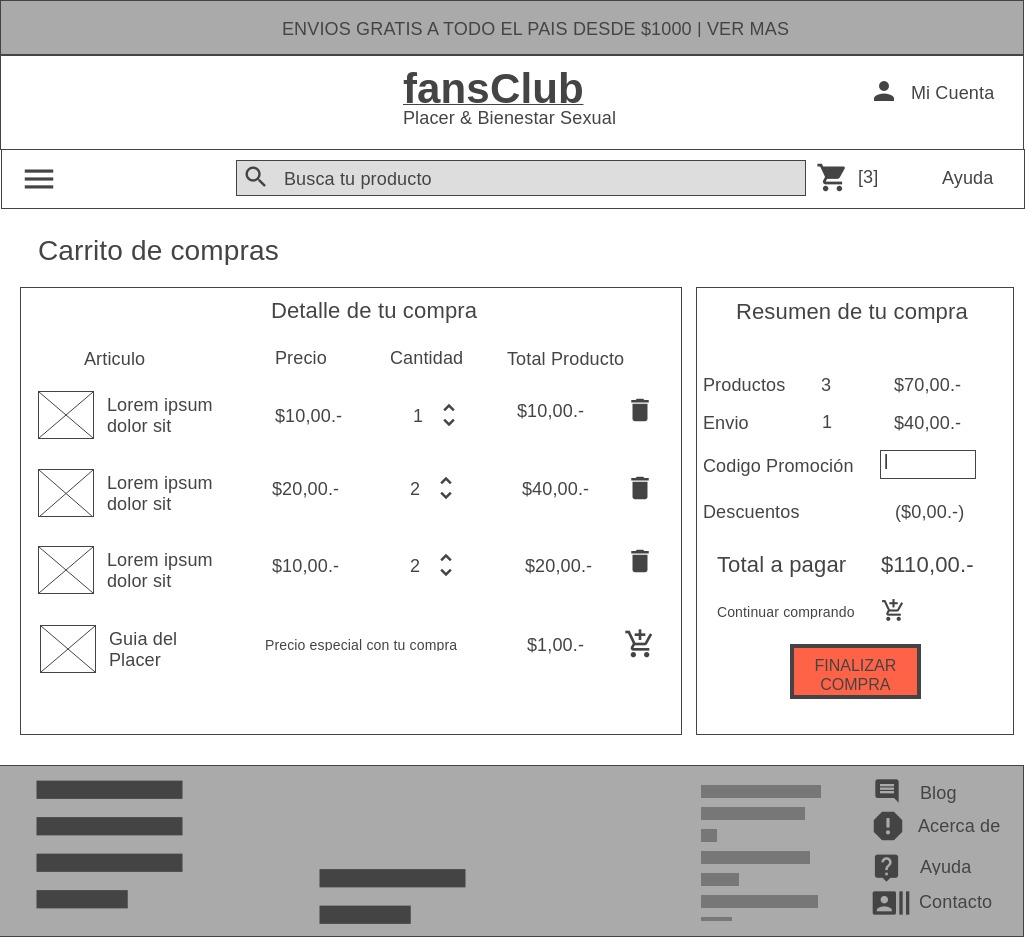 ENVIOS GRATIS A TODO EL PAIS DESDE $1000 | VER MAS
fansClub
Placer & Bienestar Sexual
Mi Cuenta
Busca tu producto
[3]
Ayuda
Carrito de compras
Detalle de tu compra
Articulo Precio Cantidad Total Producto
Lorem ipsum
dolor sit
$10,00.- 1 $10,00.-
Lorem ipsum
dolor sit
$20,00.- 2 $40,00.-
Lorem ipsum
dolor sit
$10,00.- 2 $20,00.-
Guia del
Placer
Precio especial con tu compra $1,00.-
Resumen de tu compra
Productos 3 $70,00.-
Envio 1 $40,00.-
Codigo Promoción
Descuentos ($0,00.-)
Total a pagar $110,00.-
Continuar comprando
FINALIZAR
COMPRA
Blog
Acerca de
Ayuda
Contacto